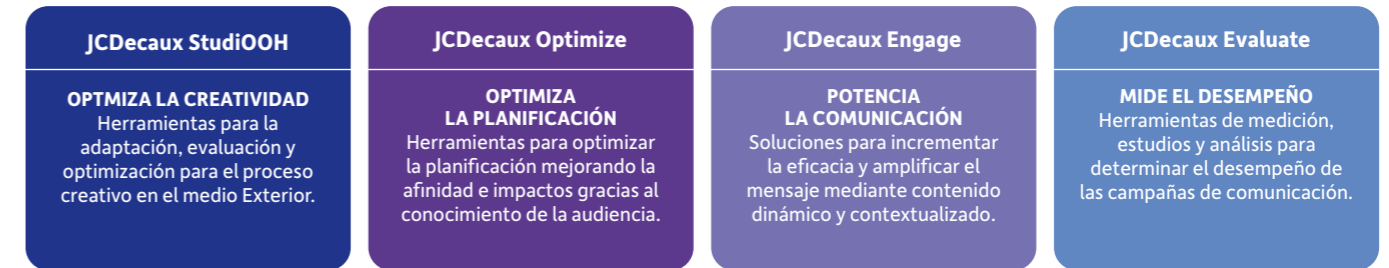 JCDecaux StudiOOH
OPTMIZA LA CREATIVIDAD
Herramientas para la
adaptación, evaluación y
optimización para el proceso
creativo en el medio Exterior.
JCDecaux Optimize
OPTIMIZA
LA PLANIFICACIÓN
Herramientas para optimizar
la planificación mejorando la
afinidad e impactos gracias al
conocimiento de la audiencia.
JCDecaux Engage
POTENCIA
LA COMUNICACIÓN
Soluciones para incrementar
la eficacia y amplificar el
mensaje mediante contenido
dinámico y contextualizado.
JCDecaux Evaluate
MIDE EL DESEMPEÑO
Herramientas de medición,
estudios y análisis para
determinar el desempeño de
las campañas de comunicación.